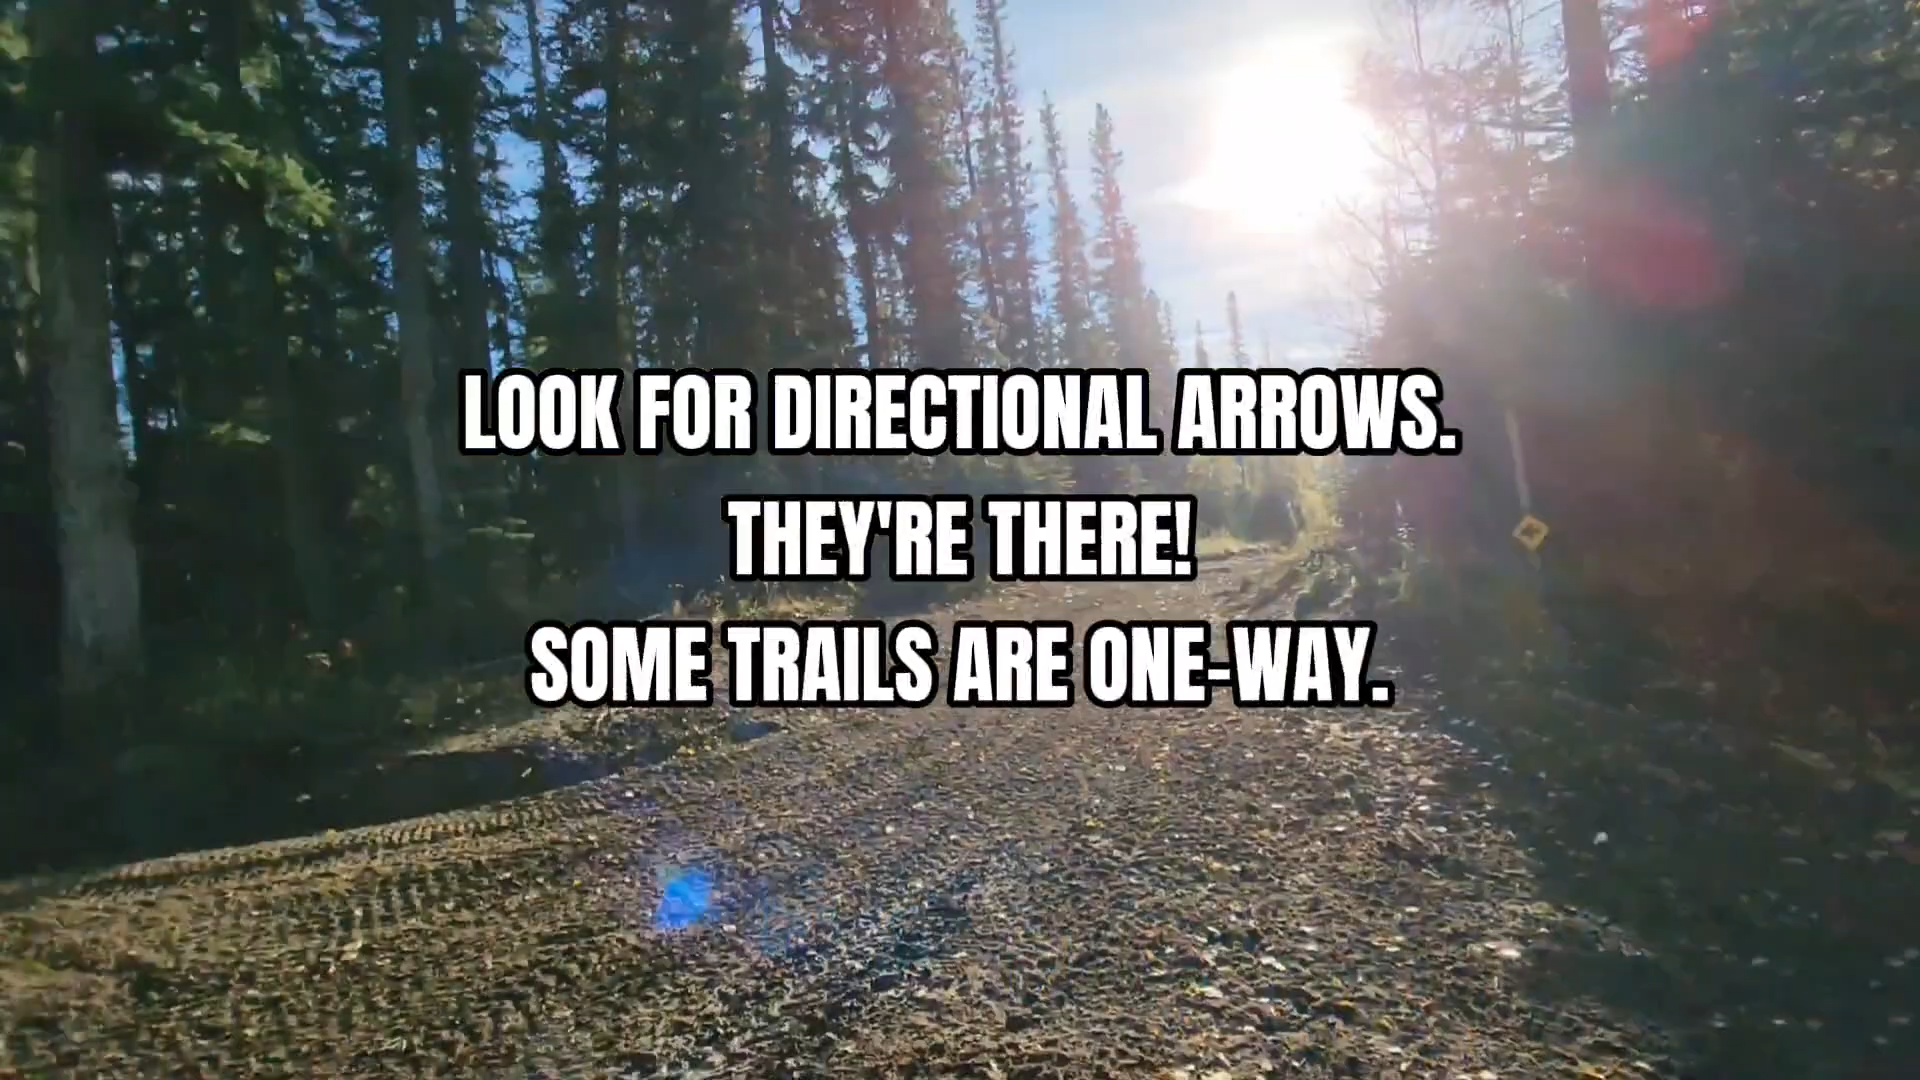 LOOK FOR DIRECTIONAL ARROWS.
THEY'RE THERE!
SOME TRAILS ARE ONE-WAY.